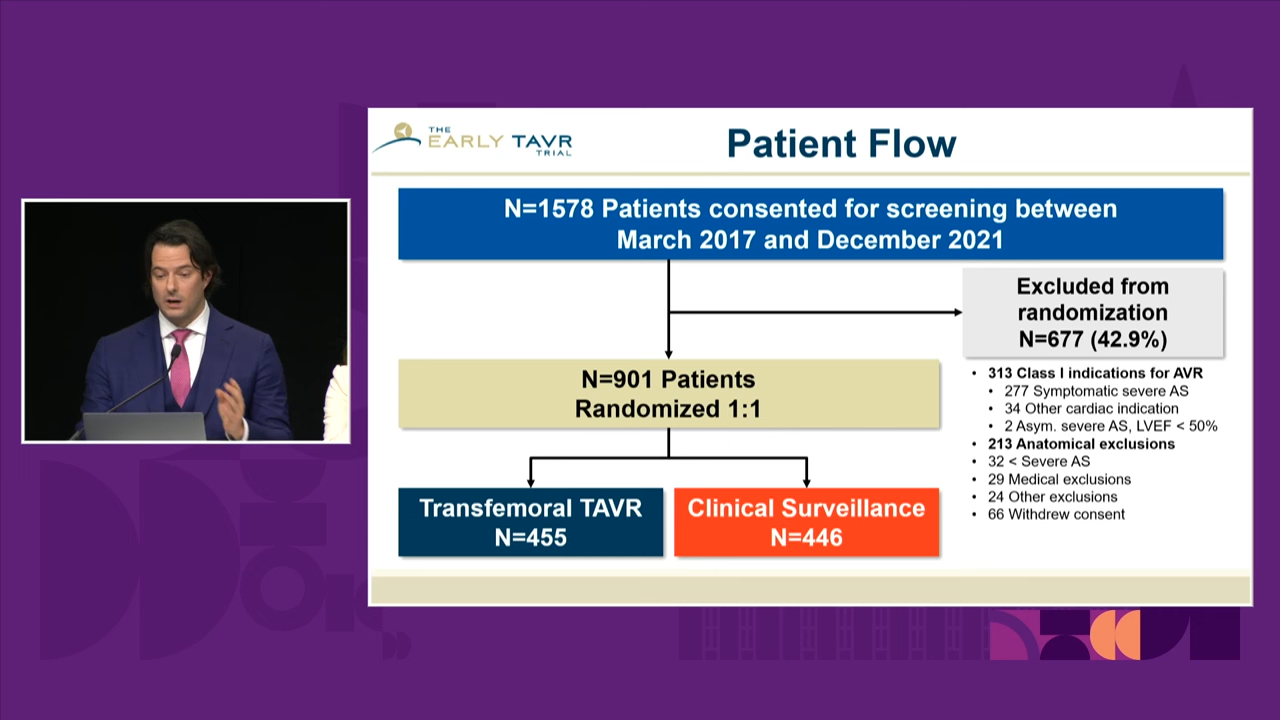 THE
EARLY TAVR
TRIAL
Patient Flow
N=1578 Patients consented for screening between
March 2017 and December 2021
Excluded from
randomization
N=677 (42.9%)
N=901 Patients
Randomized 1:1
• 313 Class I indications for AVR
• 277 Symptomatic severe AS
• 34 Other cardiac indication
• 2 Asym. severe AS, LVEF < 50%
• 213 Anatomical exclusions
• 32 < Severe AS
• 29 Medical exclusions
• 24 Other exclusions
• 66 Withdrew consent
Transfemoral TAVR
N=455
Clinical Surveillance
N=446